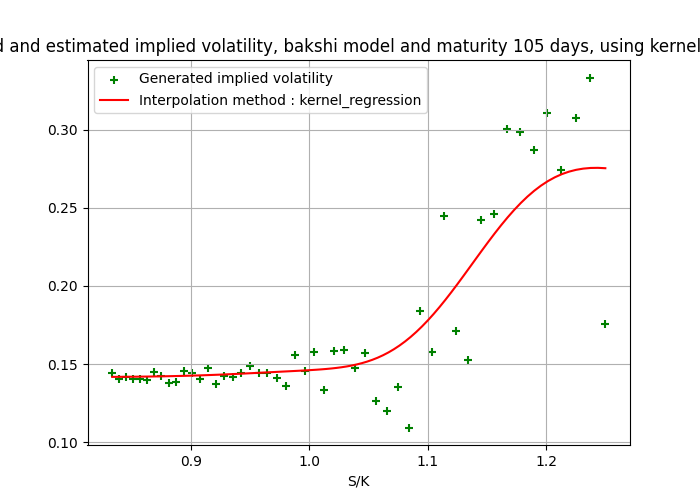 d and estimated implied volatility, bakshi model and maturity 105 days, using kernel
Generated implied volatility
Interpolation method : kernel_regression
0.30
0.25
0.20
0.15
0.10
0.9
1.0
1.1
1.2
S/K